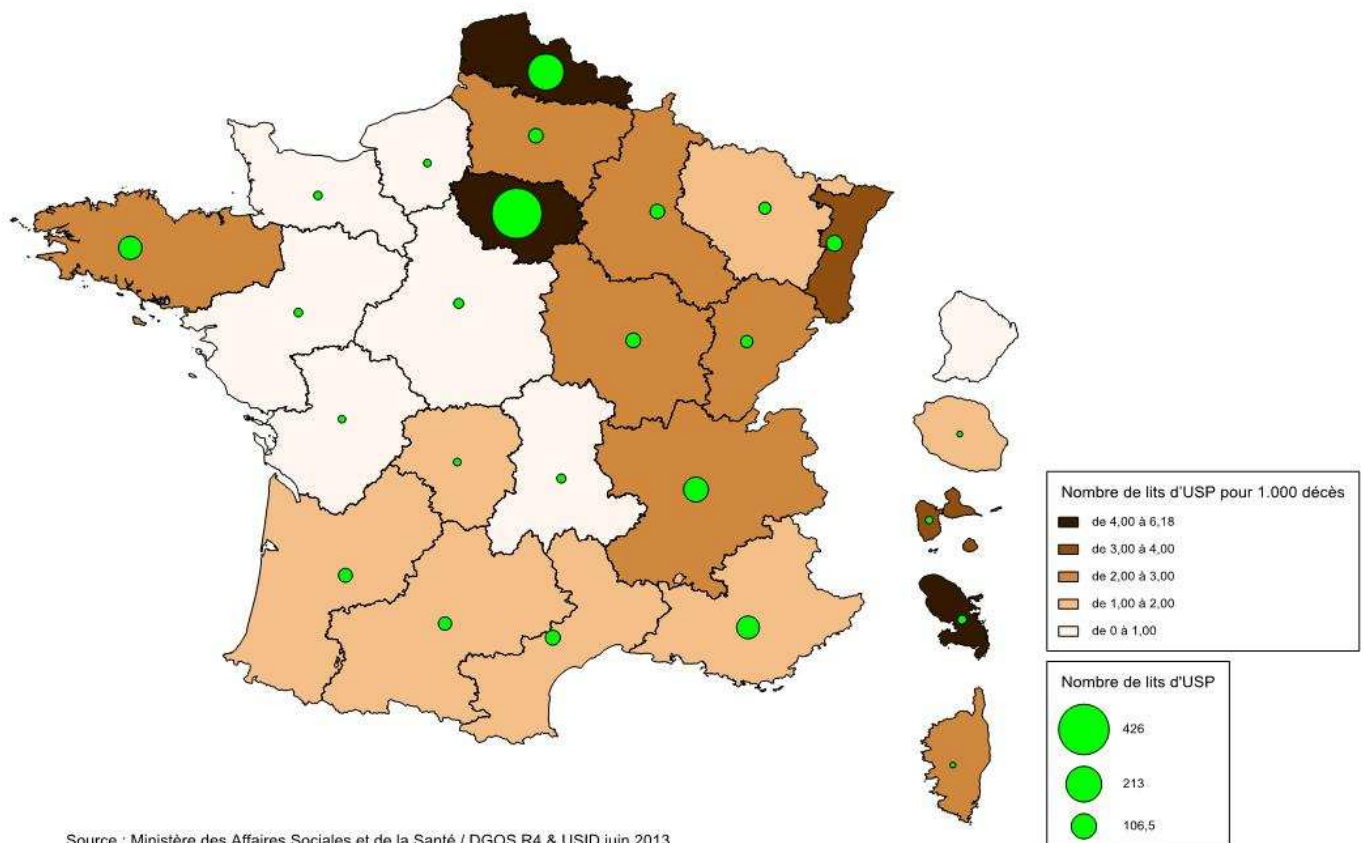 Nombre de lits d'USP pour 1.000 décès
de 4,00 à 6,18
de 3,00 à 4,00
de 2,00 à 3,00
de 1,00 à 2,00
de 0 à 1,00
Nombre de lits d'USP
426
213
106,5
Source : Ministère des Affaires Sociales et de la Santé / DGOS R4 & USID juin 2013